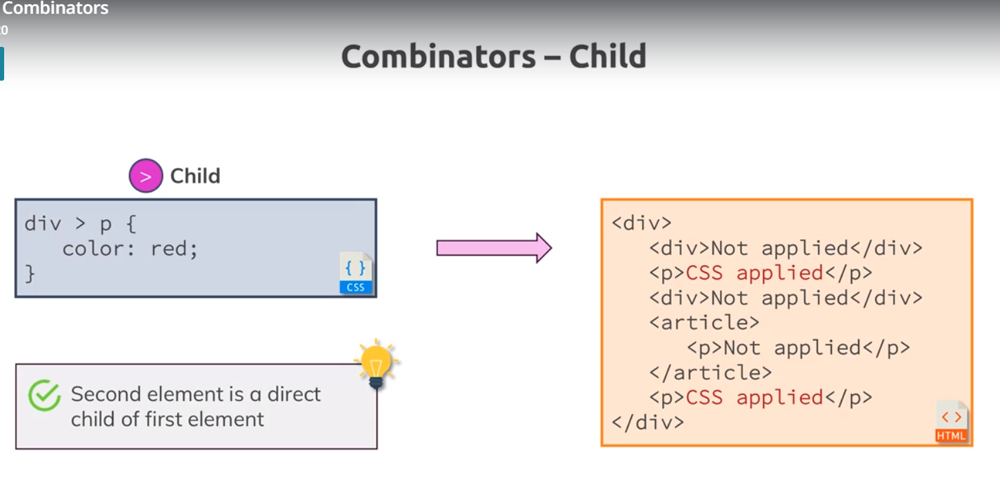 Combinators
Combinators – Child
> Child
div > p {
color: red;
}
{ }
CSS
Second element is a direct
child of first element
<div>
<div>Not applied</div>
<p>CSS applied</p>
<div>Not applied</div>
<article>
<p>Not applied</p>
</article>
<p>CSS applied</p>
</div>
< >
HTML